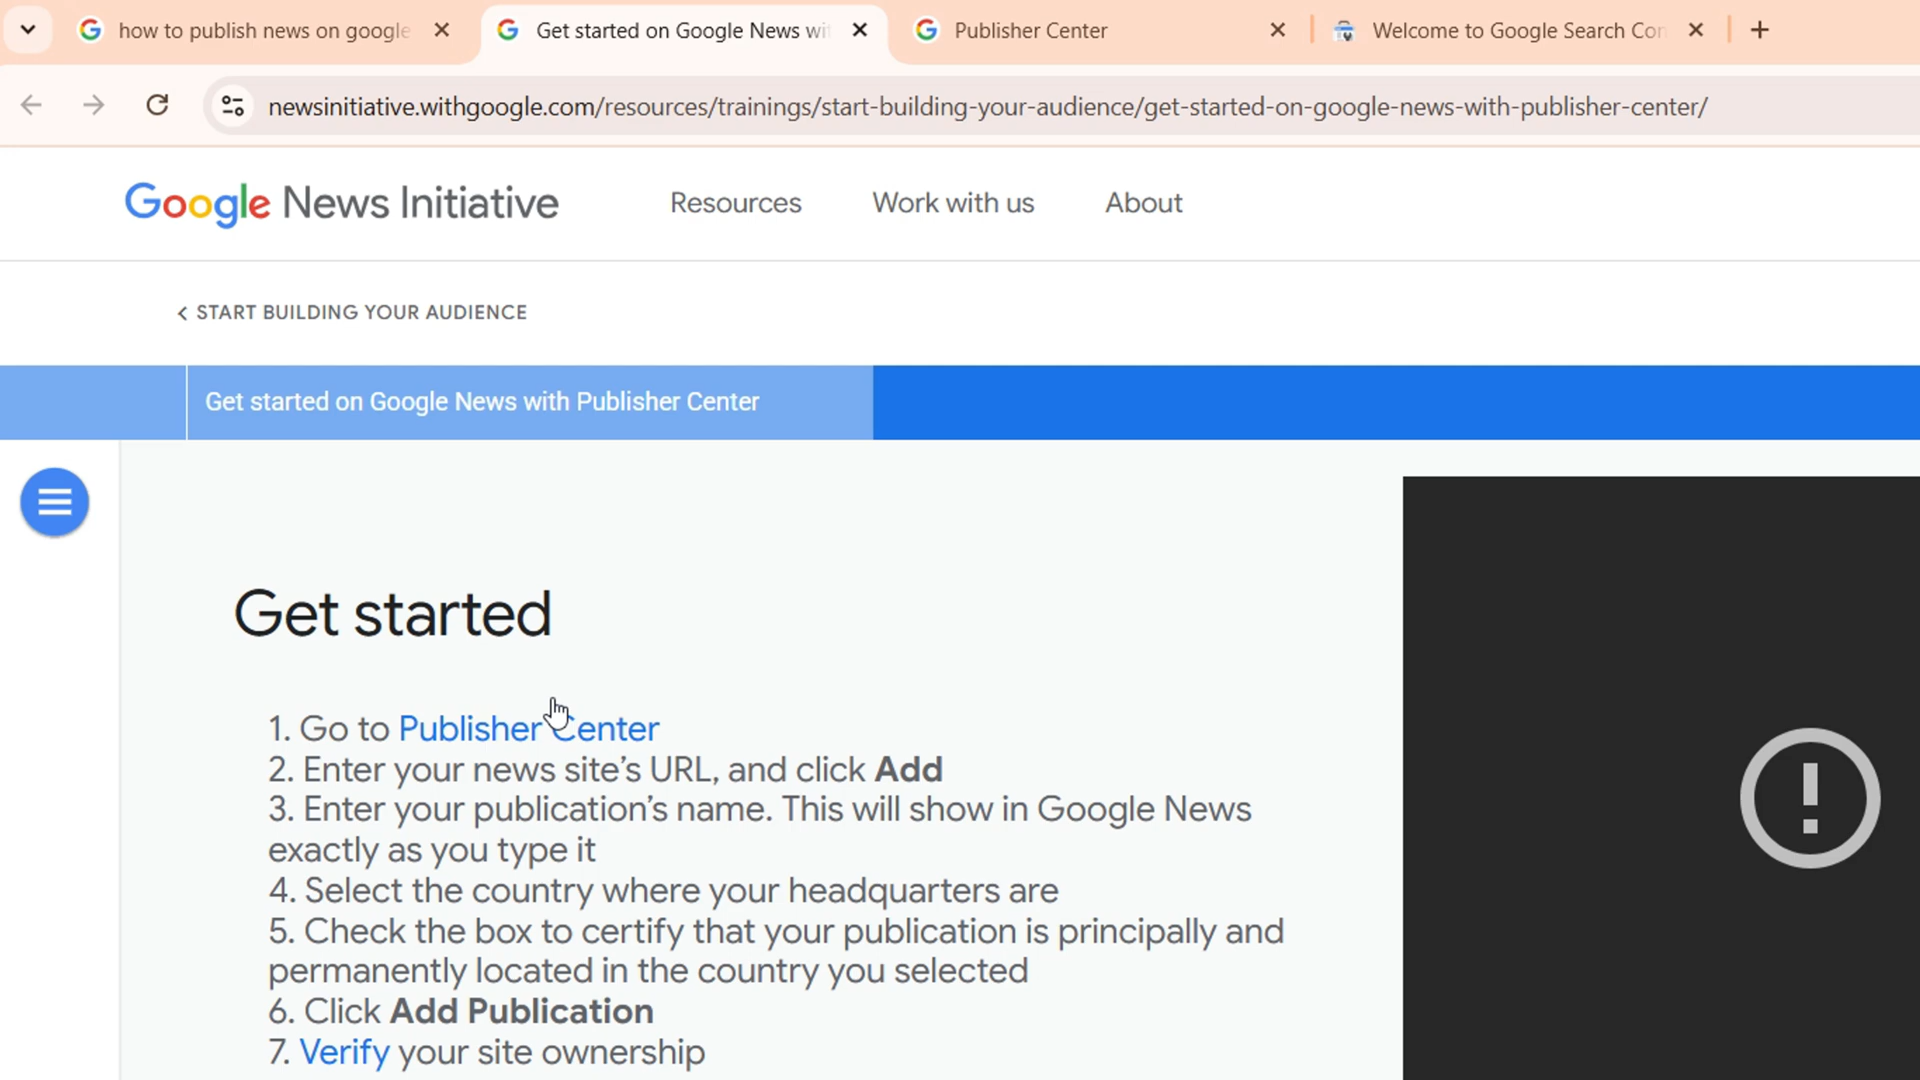 how to publish news on google
Get started on Google News wit
Publisher Center
Welcome to Google Search Con
newsinitiative.withgoogle.com/resources/trainings/start-building-your-audience/get-started-on-google-news-with-publisher-center/
Google News Initiative
Resources
Work with us
About
START BUILDING YOUR AUDIENCE
Get started on Google News with Publisher Center
Get started
1. Go to Publisher Center
2. Enter your news site’s URL, and click Add
3. Enter your publication’s name. This will show in Google News
exactly as you type it
4. Select the country where your headquarters are
5. Check the box to certify that your publication is principally and
permanently located in the country you selected
6. Click Add Publication
7. Verify your site ownership